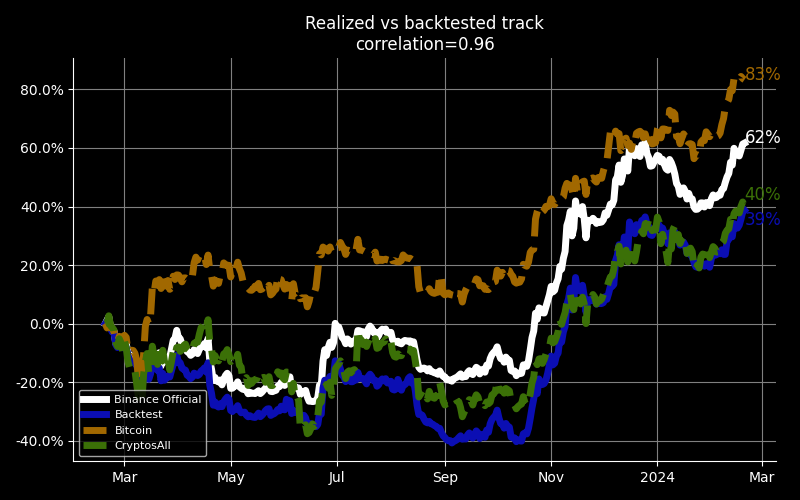 Realized vs backtested track
correlation=0.96
80.0%
60.0%
40.0%
20.0%
0.0%
-20.0%
-40.0%
83%
62%
40%
39%
Binance Official
Backtest
Bitcoin
CryptosAll
Mar
May
Jul
Sep
Nov
2024
Mar